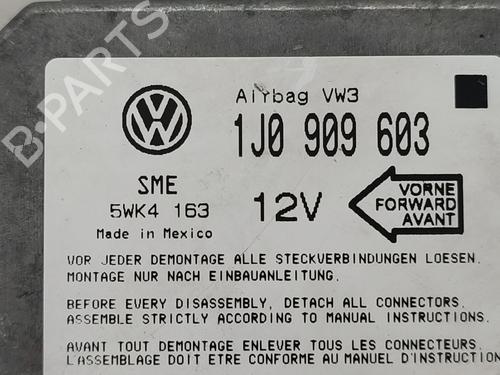 Airbag VW3
1J0 909 603
SME
5WK4 163
Made in Mexico
12V
VORNE
FORWARD
AVANT
VOR JEDER DEMONTAGE ALLE STECKVERBINDUNGEN LOESEN.
MONTAGE NUR NACH EINBAUANLEITUNG.
BEFORE EVERY DISASSEMBLY, DETACH ALL CONNECTORS.
ASSEMBLE STRICTLY ACCORDING TO MANUAL INSTRUCTIONS.
AVANT TOUT DEMONTAGE ENLEVER TOUS LES CONNECTEURS.
L'ASSEMBLAGE DOIT ETRE CONFORME AU MANUEL D'INSTRUCTION
B-PARTS